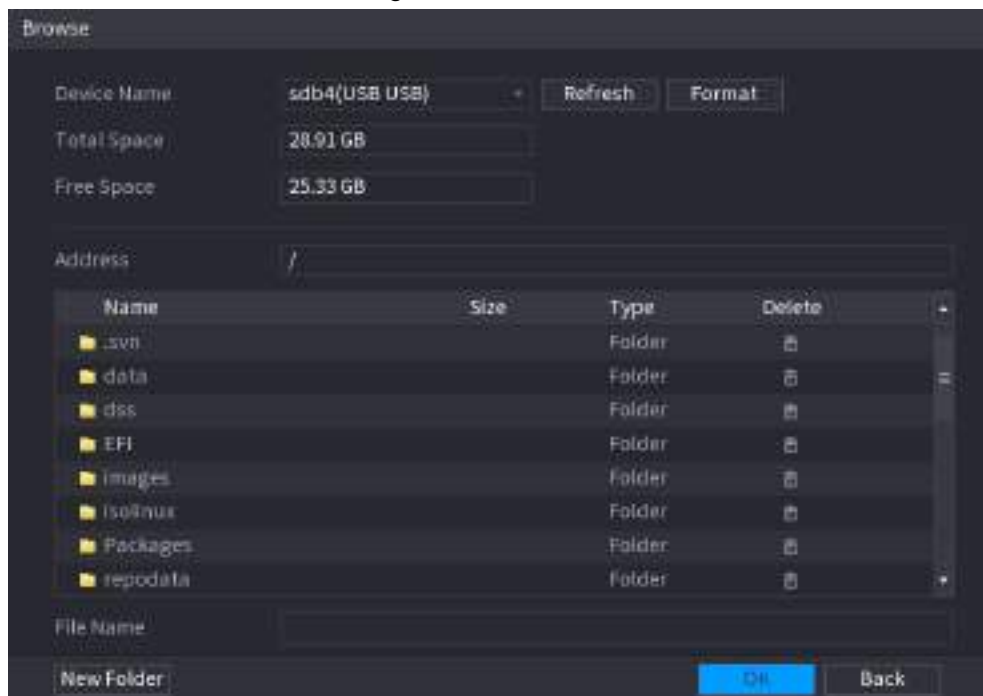 Browse
Device Name sdb4(USB USB) Refresh Format
Total Space 28.91 GB
Free Space 25.33 GB
Address /
Name Size Type Delete
.svn Folder
data Folder
dss Folder
EFI Folder
images Folder
isolinux Folder
Packages Folder
repodata Folder
File Name
New Folder OK Back